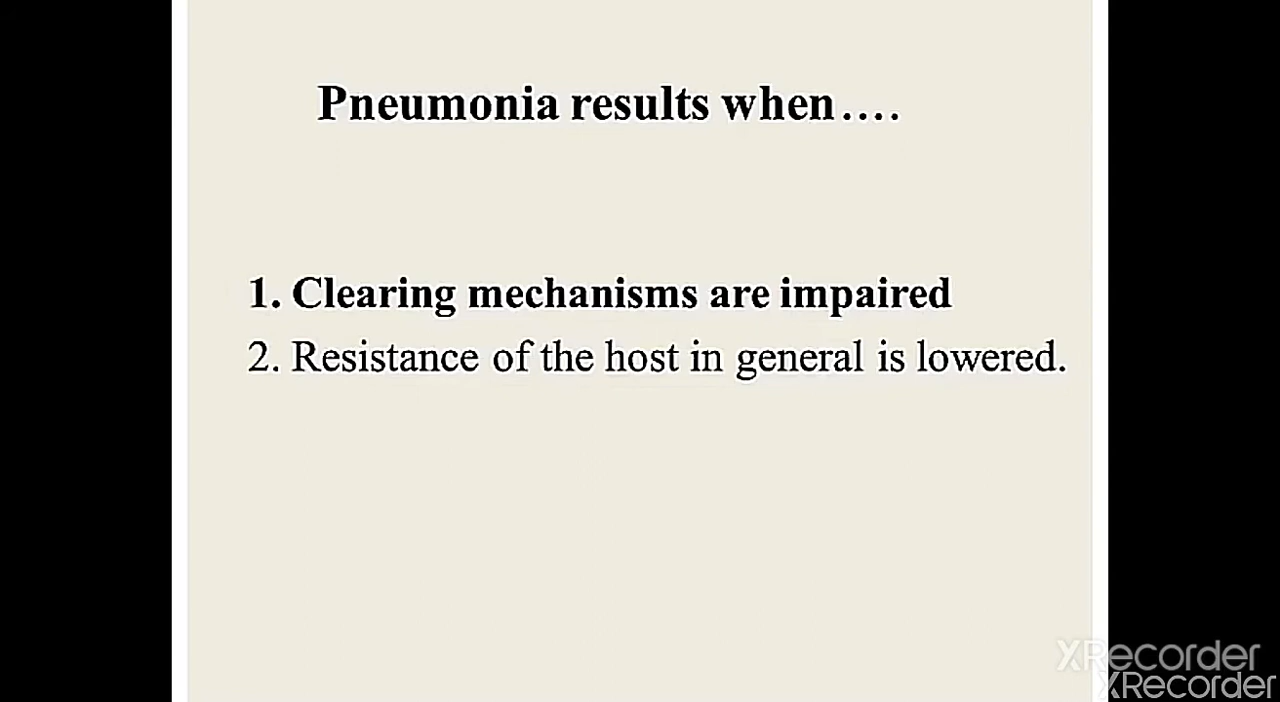 Pneumonia results when....
1. Clearing mechanisms are impaired
2. Resistance of the host in general is lowered.
XRecorder
XRecorder